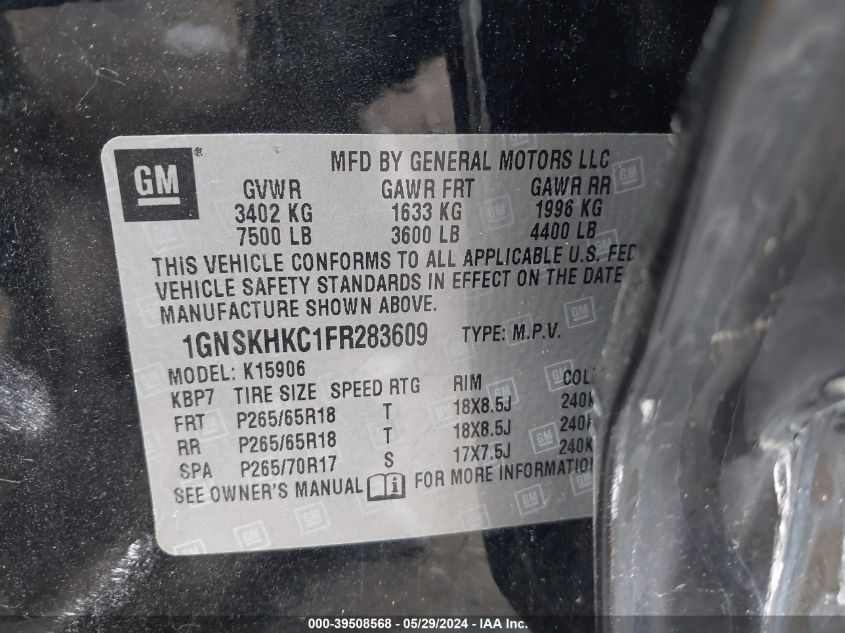 GM ® MFD BY GENERAL MOTORS LLC
GVWR GAWR FRT GAWR RR
3402 KG 1633 KG 1996 KG
7500 LB 3600 LB 4400 LB
THIS VEHICLE CONFORMS TO ALL APPLICABLE U.S. FED
VEHICLE SAFETY STANDARDS IN EFFECT ON THE DATE
MANUFACTURE SHOWN ABOVE.
1GNSKHKC1FR283609 TYPE: M.P.V.
MODEL: K15906
KBP7 TIRE SIZE SPEED RTG RIM COL
FRT P265/65R18 T 18X8.5J 240K
RR P265/65R18 T 18X8.5J 240K
SPA P265/70R17 S 17X7.5J 240K
SEE OWNER'S MANUAL i FOR MORE INFORMATION
000-39508568 - 05/29/2024 - IAA Inc.